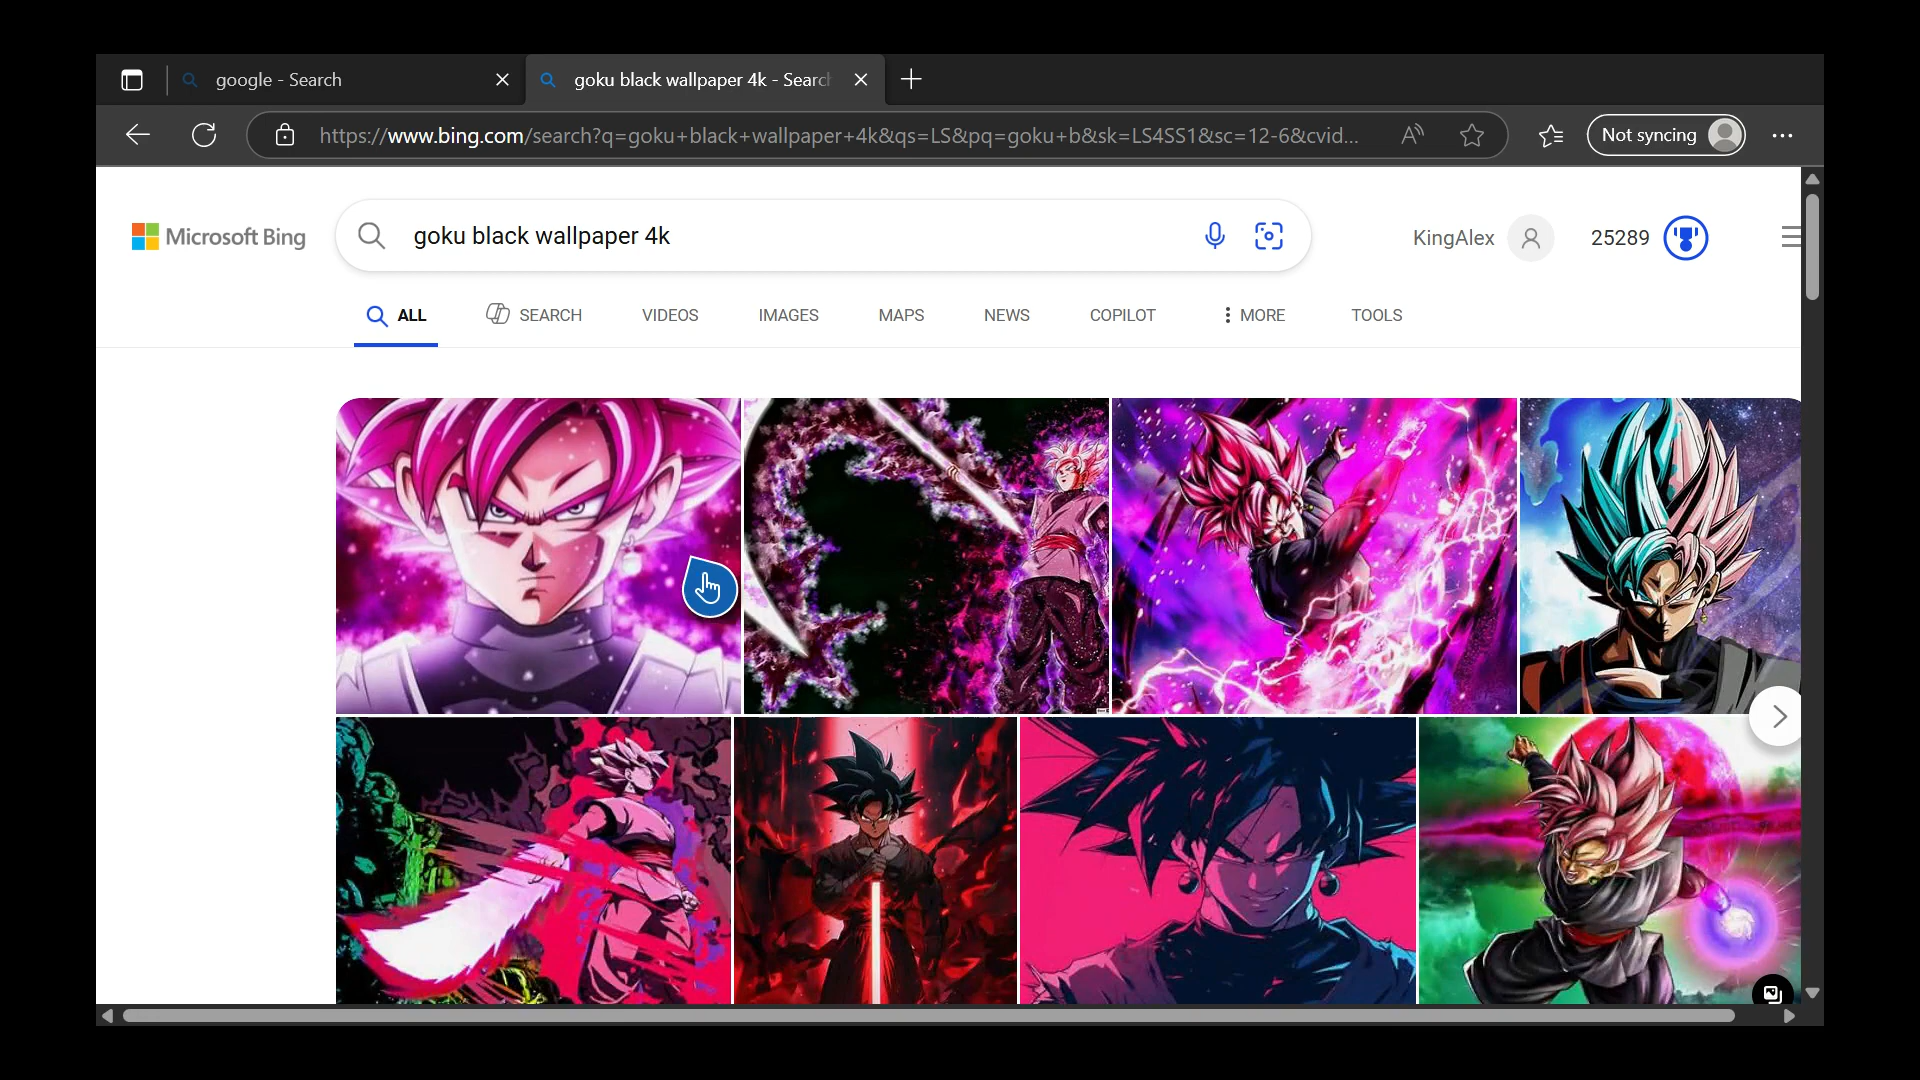 google - Search
goku black wallpaper 4k - Search
https://www.bing.com/search?q=goku+black+wallpaper+4k&qs=LS&pq=goku+b&sk=LS4SS1&sc=12-6&cvid...
Not syncing
Microsoft Bing
goku black wallpaper 4k
KingAlex
25289
ALL
SEARCH
VIDEOS
IMAGES
MAPS
NEWS
COPILOT
MORE
TOOLS